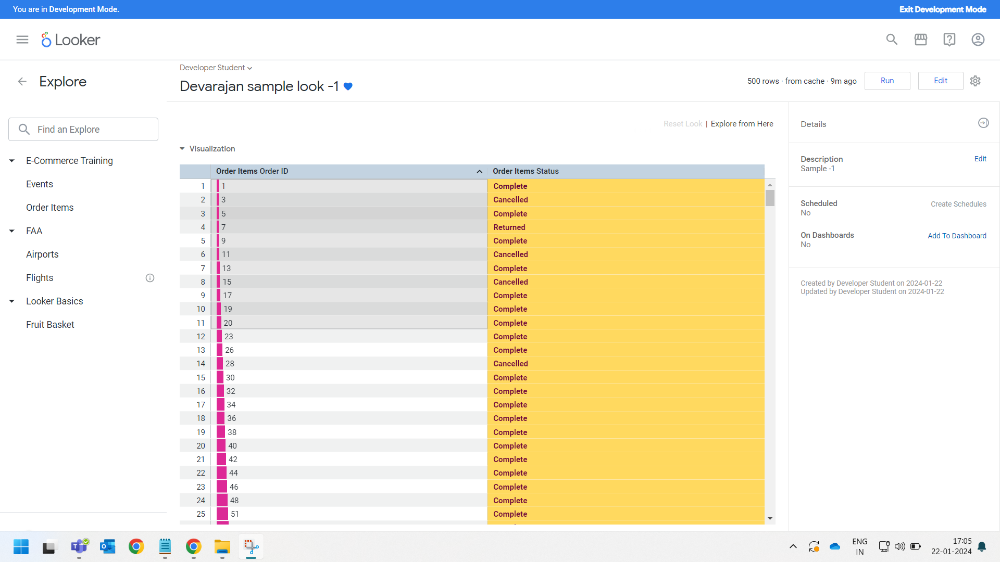 You are in Development Mode.
Exit Development Mode
Looker
Explore
Find an Explore
E-Commerce Training
Events
Order Items
FAA
Airports
Flights
Looker Basics
Fruit Basket
Developer Student
Devarajan sample look -1
500 rows · from cache · 9m ago
Run
Edit
Reset Look | Explore from Here
Visualization
Order Items Order ID Order Items Status
1 1 Complete
2 3 Cancelled
3 5 Complete
4 7 Returned
5 9 Complete
6 11 Cancelled
7 13 Complete
8 15 Cancelled
9 17 Complete
10 19 Complete
11 20 Complete
12 23 Complete
13 26 Complete
14 28 Cancelled
15 30 Complete
16 32 Complete
17 34 Complete
18 36 Complete
19 38 Complete
20 40 Complete
21 42 Complete
22 44 Complete
23 46 Complete
24 48 Complete
25 51 Complete
Details
Description Edit
Sample -1
Scheduled Create Schedules
No
On Dashboards Add To Dashboard
No
Created by Developer Student on 2024-01-22
Updated by Developer Student on 2024-01-22
ENG
IN
17:05
22-01-2024